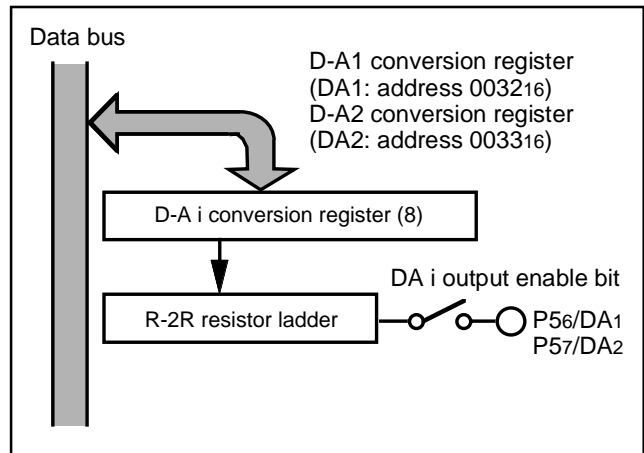 Data bus
D-A1 conversion register
(DA1: address 003216)
D-A2 conversion register
(DA2: address 003316)
D-A i conversion register (8)
DA i output enable bit
R-2R resistor ladder
P56/DA1
P57/DA2